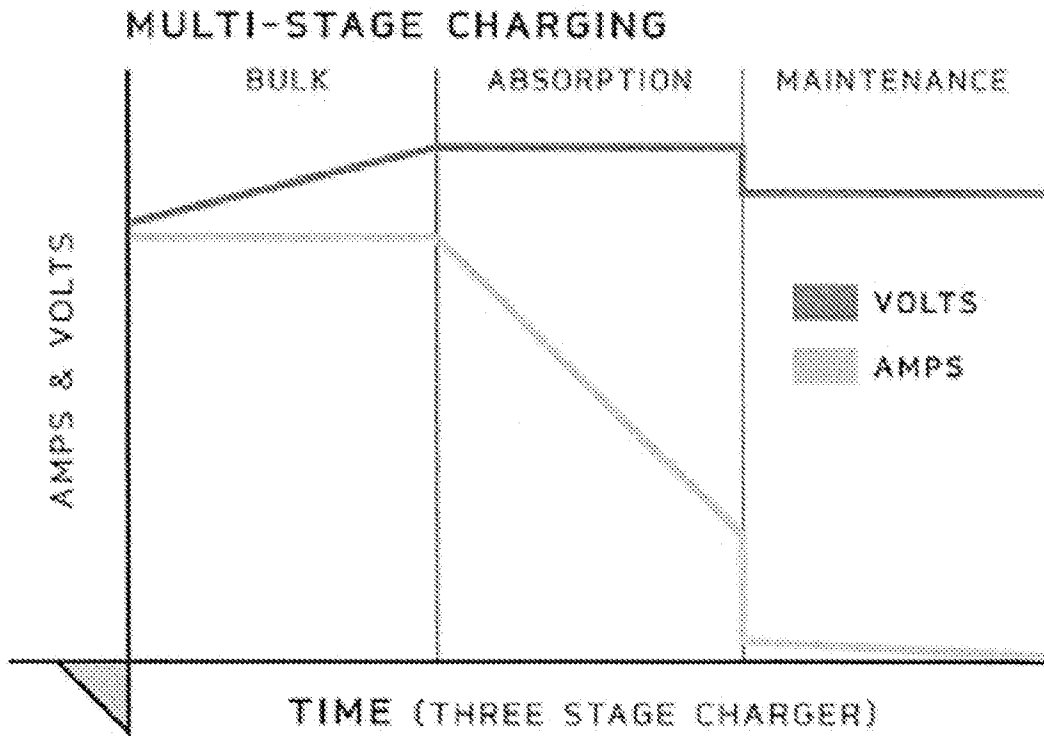 MULTI-STAGE CHARGING
BULK
ABSORPTION
MAINTENANCE
AMPS & VOLTS
VOLTS
AMPS
TIME (THREE STAGE CHARGER)